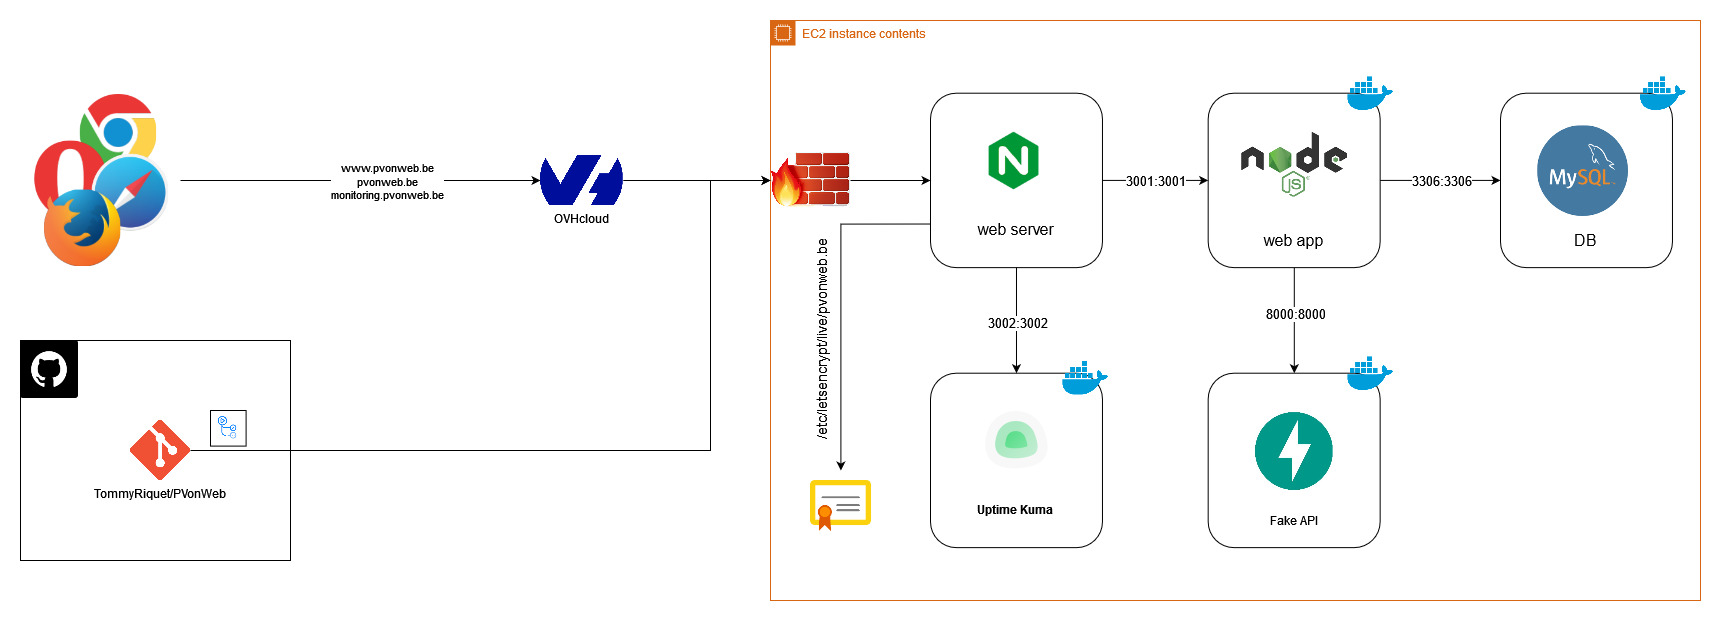 EC2 instance contents
www.pvonweb.be
pvonweb.be
monitoring.pvonweb.be
OVHcloud
web server
3001:3001
node
JS
web app
3306:3306
MySQL
DB
/etc/letsencrypt/live/pvonweb.be
3002:3002
8000:8000
Uptime Kuma
Fake API
TommyRiquet/PVonWeb